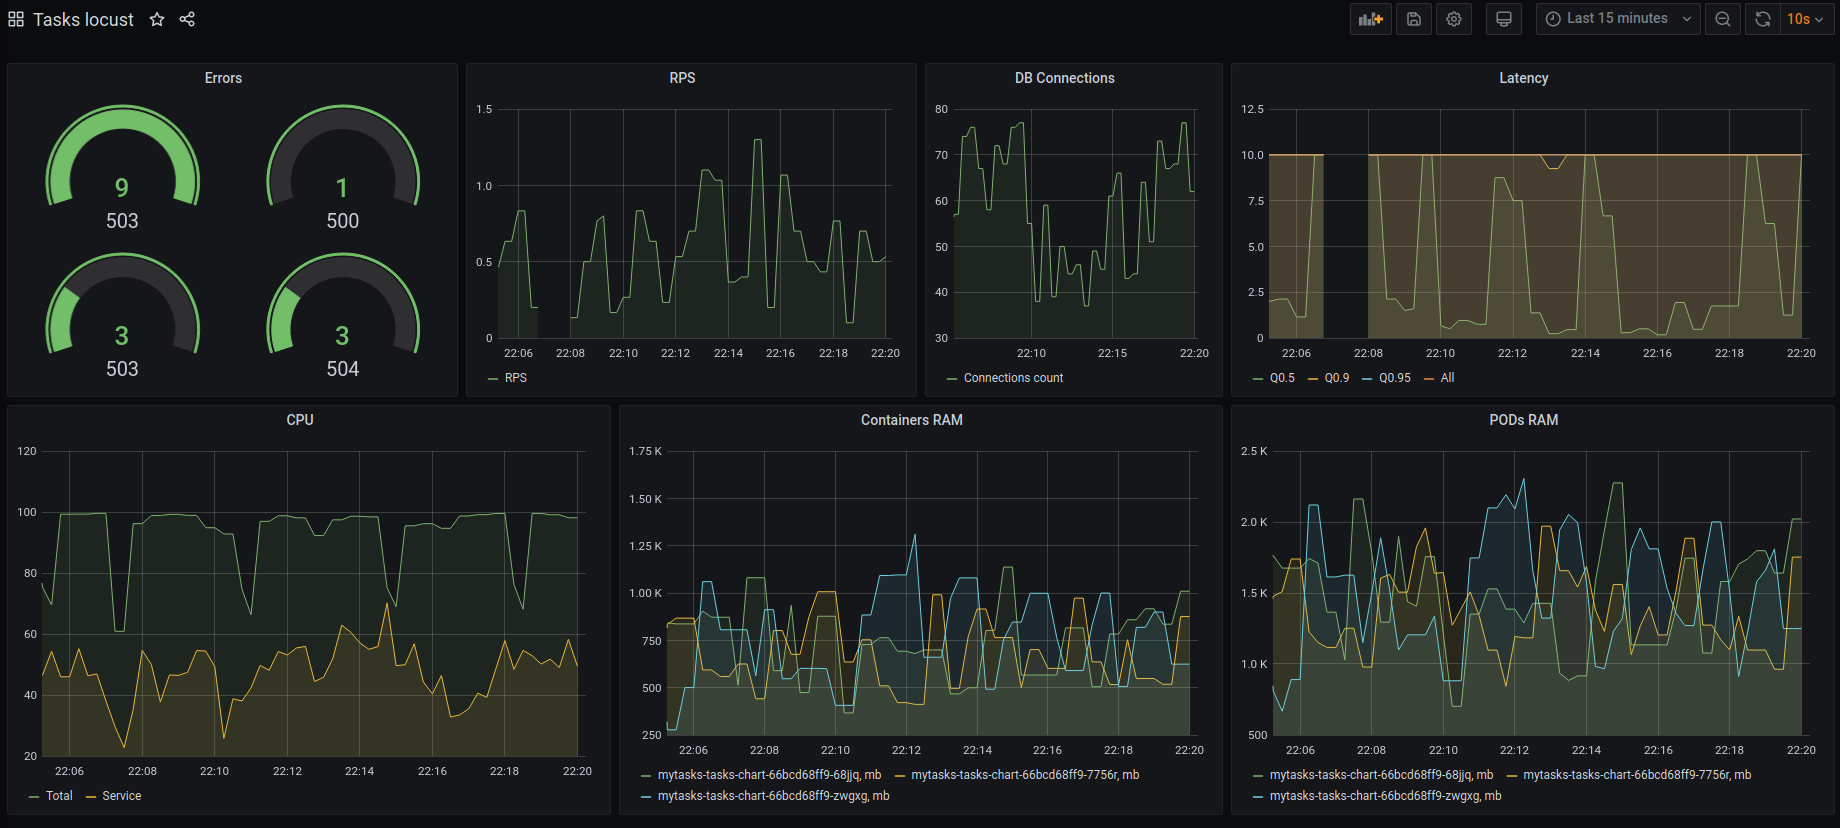 Tasks locust
Last 15 minutes
10s
Errors
9
503
1
500
3
503
3
504
RPS
1.5
1.0
0.5
0
22:06 22:08 22:10 22:12 22:14 22:16 22:18 22:20
RPS
DB Connections
80
70
60
50
40
30
22:10 22:15 22:20
Connections count
Latency
12.5
10.0
7.5
5.0
2.5
0
22:06 22:08 22:10 22:12 22:14 22:16 22:18 22:20
Q0.5 Q0.9 Q0.95 All
CPU
120
100
80
60
40
20
22:06 22:08 22:10 22:12 22:14 22:16 22:18 22:20
Total Service
Containers RAM
1.75 K
1.50 K
1.25 K
1.00 K
750
500
250
22:06 22:08 22:10 22:12 22:14 22:16 22:18 22:20
mytasks-tasks-chart-66bcd68ff9-68jjq, mb mytasks-tasks-chart-66bcd68ff9-7756r, mb
mytasks-tasks-chart-66bcd68ff9-zwgxg, mb
PODs RAM
2.5 K
2.0 K
1.5 K
1.0 K
500
22:06 22:08 22:10 22:12 22:14 22:16 22:18 22:20
mytasks-tasks-chart-66bcd68ff9-68jjq, mb mytasks-tasks-chart-66bcd68ff9-7756r, mb
mytasks-tasks-chart-66bcd68ff9-zwgxg, mb